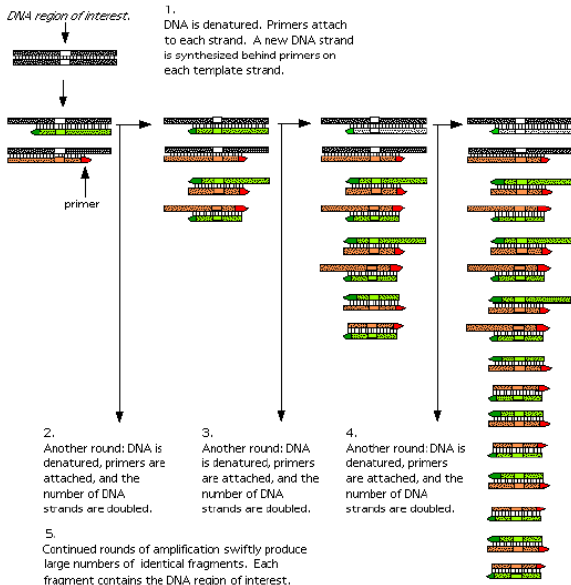 DNA region of interest.
1.
DNA is denatured. Primers attach
to each strand. A new DNA strand
is synthesized behind primers on
each template strand.
primer
2.
Another round: DNA is
denatured, primers are
attached, and the
number of DNA
strands are doubled.
3.
Another round: DNA
is denatured, primers
are attached, and the
number of DNA
strands are doubled.
4.
Another round: DNA is
denatured, primers
are attached, and the
number of DNA
strands are doubled.
5.
Continued rounds of amplification swiftly produce
large numbers of identical fragments. Each
fragment contains the DNA region of interest.